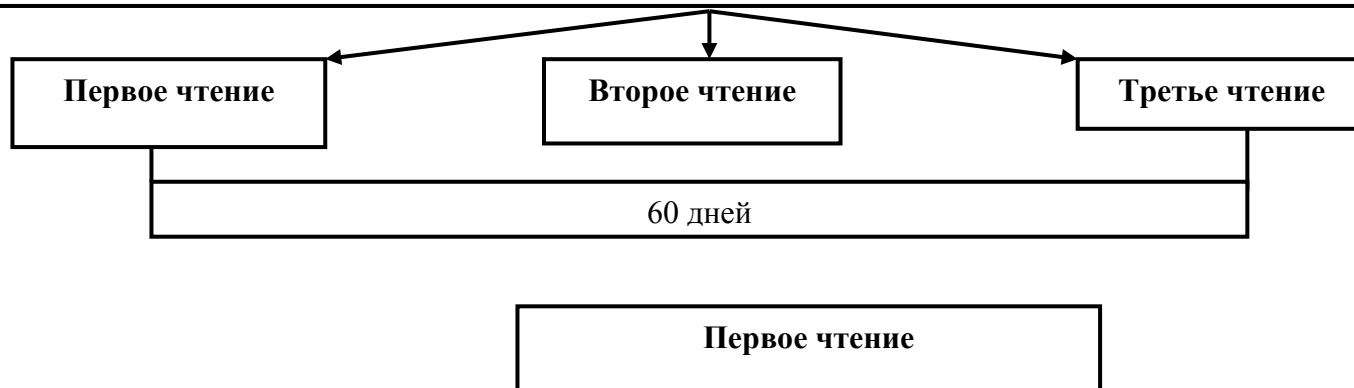 Первое чтение
Второе чтение
Третье чтение
60 дней
Первое чтение